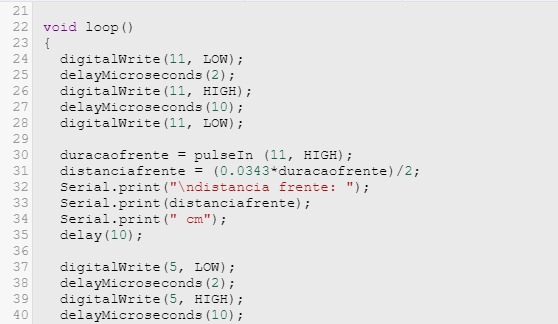 21
22 void loop()
23 {
24 digitalWrite(11, LOW);
25 delayMicroseconds(2);
26 digitalWrite(11, HIGH);
27 delayMicroseconds(10);
28 digitalWrite(11, LOW);
29
30 duracaofrente = pulseIn (11, HIGH);
31 distanciafrente = (0.0343*duracaofrente)/2;
32 Serial.print("\ndistancia frente: ");
33 Serial.print(distanciafrente);
34 Serial.print(" cm");
35 delay(10);
36
37 digitalWrite(5, LOW);
38 delayMicroseconds(2);
39 digitalWrite(5, HIGH);
40 delayMicroseconds(10);